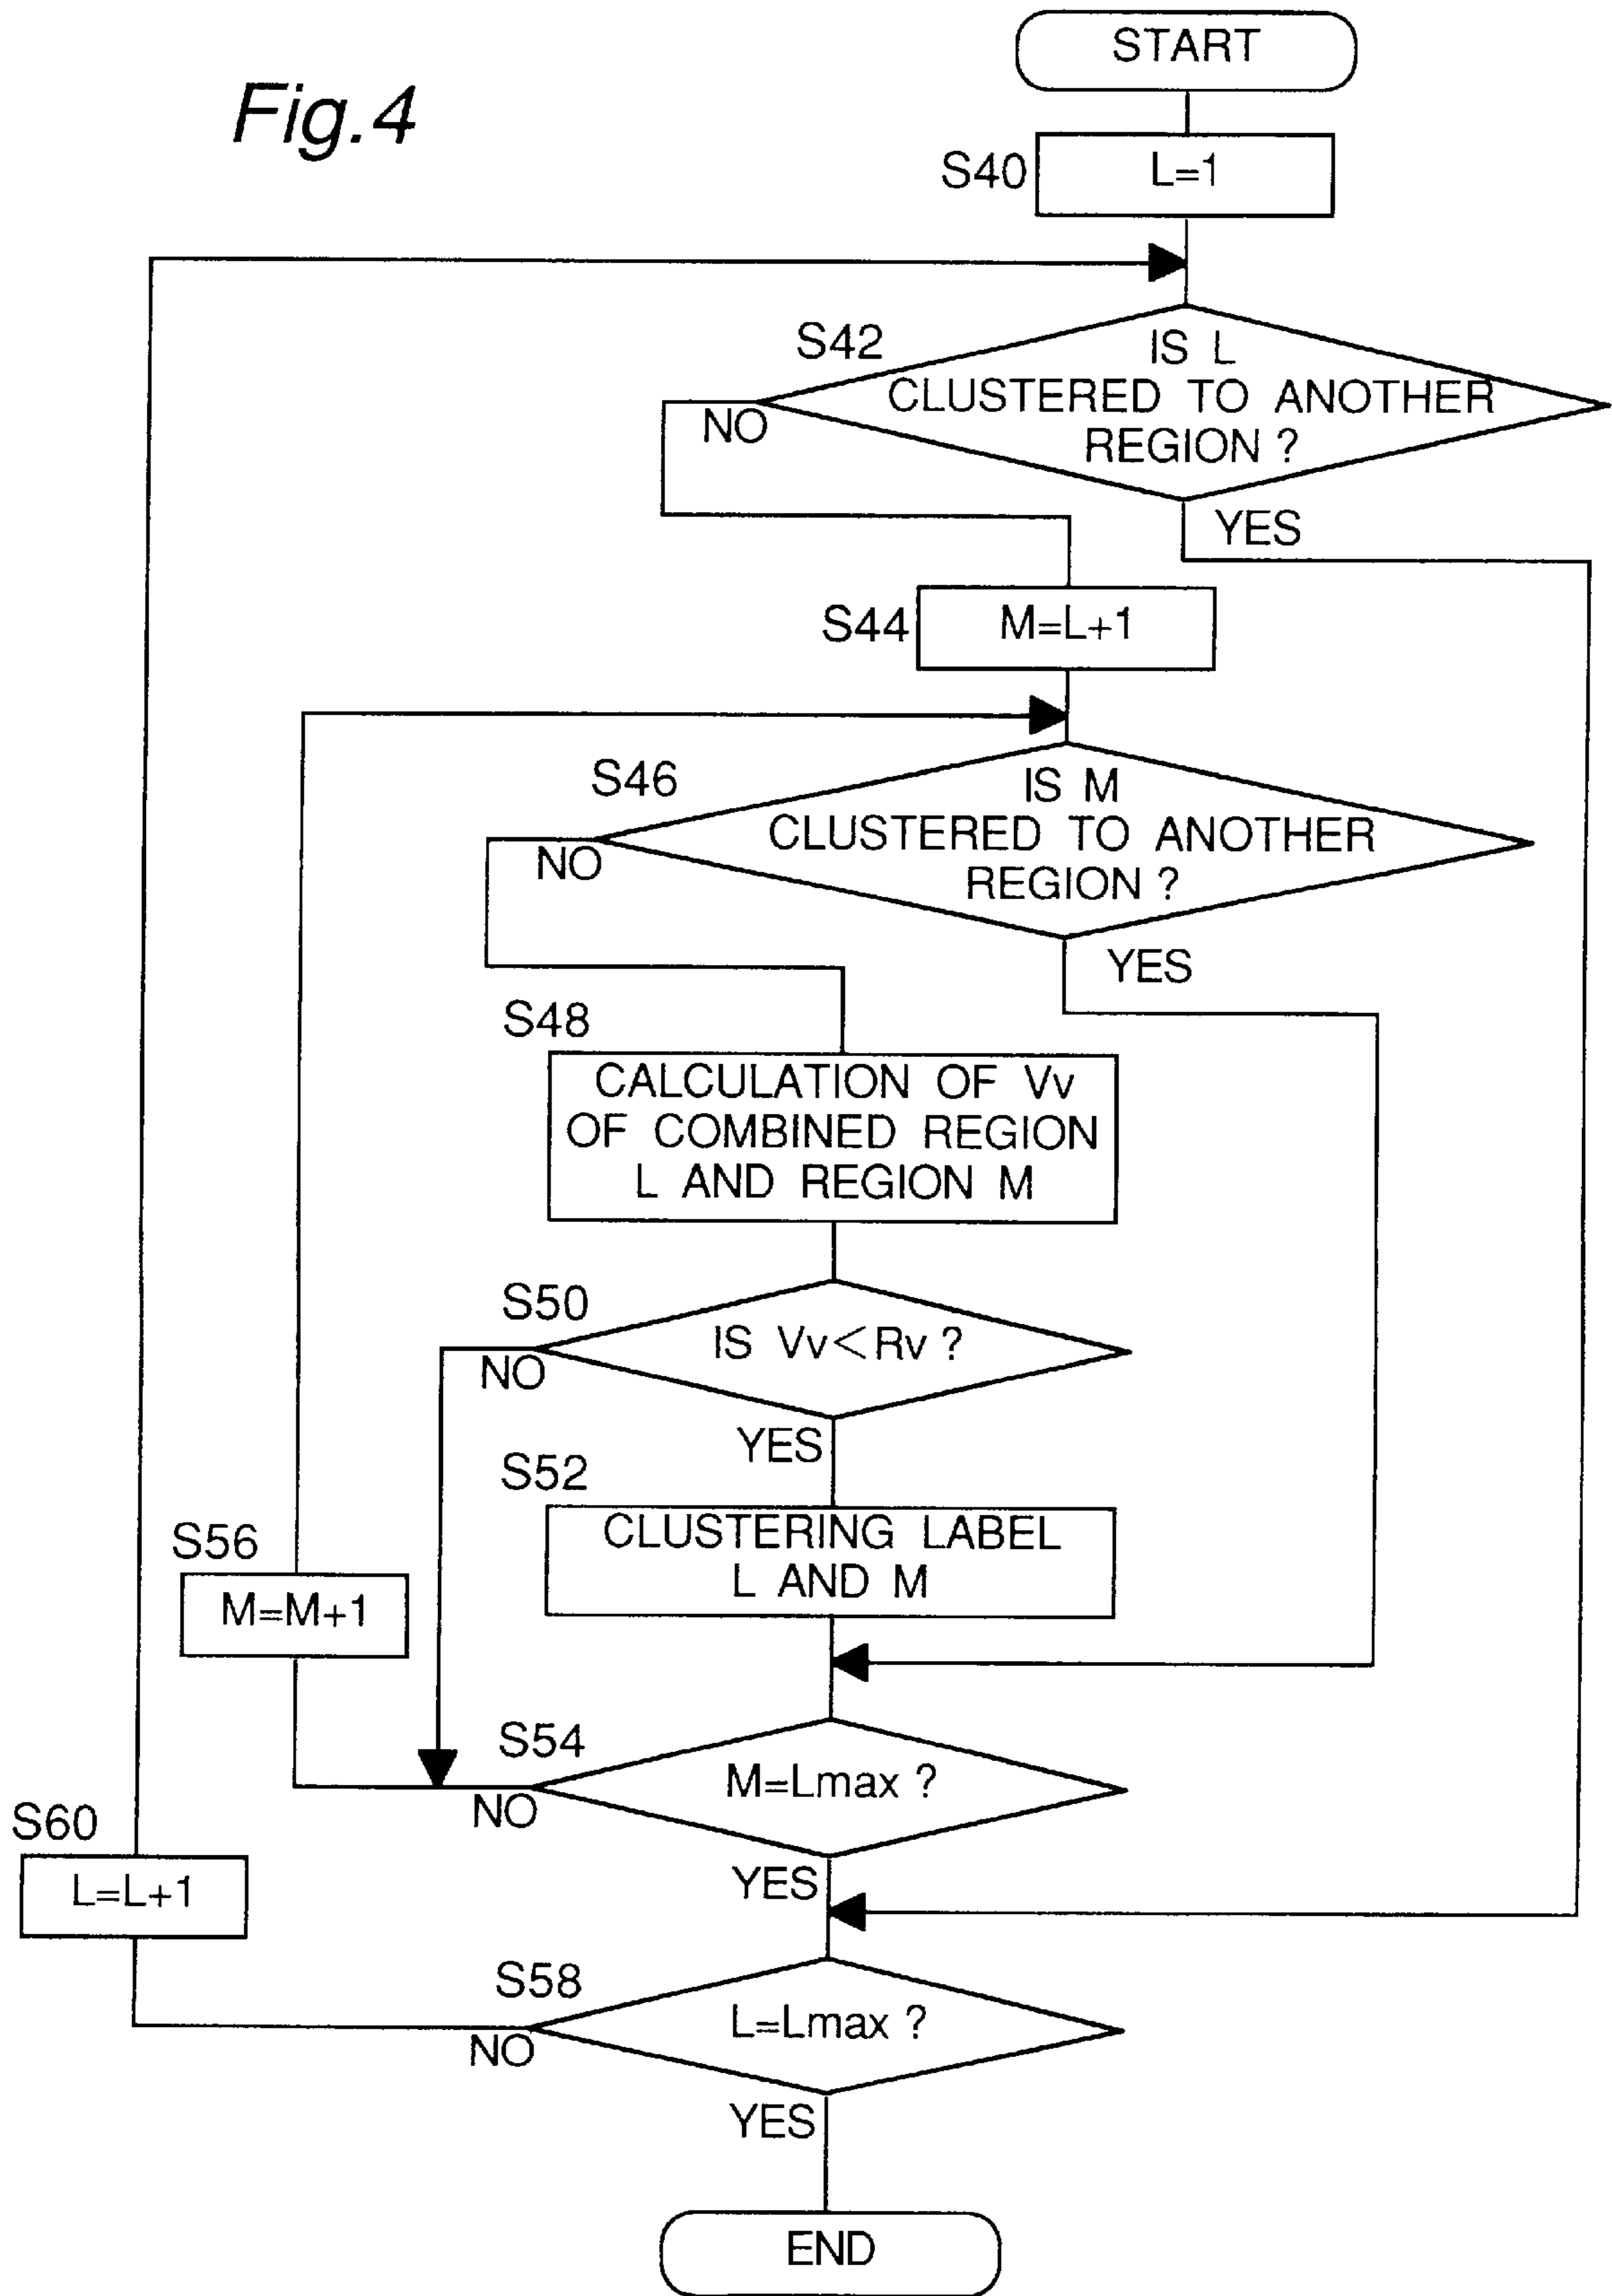 Fig.4
START
S40
L=1
S42
IS L
CLUSTERED TO ANOTHER
REGION ?
NO
YES
S44
M=L+1
S46
IS M
CLUSTERED TO ANOTHER
REGION ?
NO
YES
S48
CALCULATION OF Vv
OF COMBINED REGION
L AND REGION M
S50
IS Vv<Rv ?
NO
YES
S52
CLUSTERING LABEL
L AND M
S56
M=M+1
S54
M=Lmax ?
NO
YES
S60
L=L+1
S58
L=Lmax ?
NO
YES
END